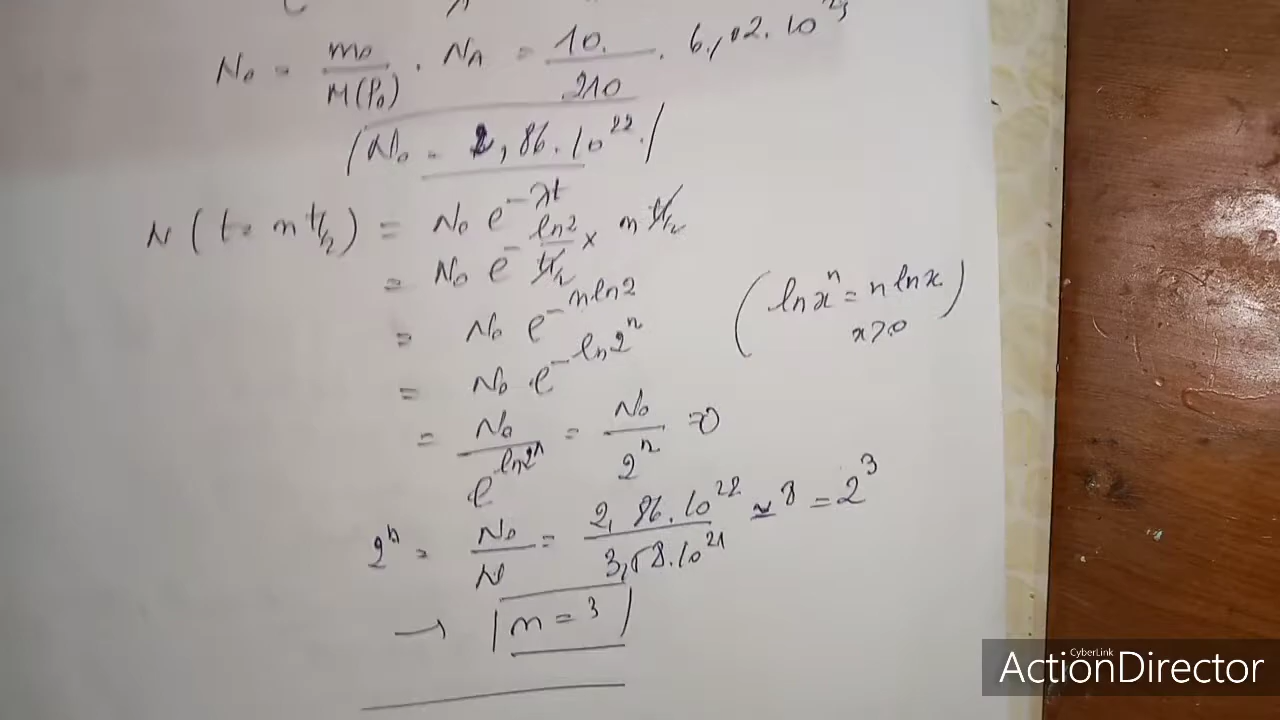 N₀ = m₀/M(P₀) · N_A = 10/210 · 6,02.10²³
N₀ = 2,86.10²²
N(t = n t½) = N₀ e^(-λt)
= N₀ e^(-ln2/t½ × n t½)
= N₀ e^(-n ln2) (ln xⁿ = n ln x)
x>0
= N₀ e^(-ln2ⁿ)
= N₀/e^(ln2ⁿ) = N₀/2ⁿ ⇒
2ⁿ = N₀/N = 2,86.10²²/3,58.10²¹ ≃ 8 = 2³
→ n = 3
CyberLink
ActionDirector